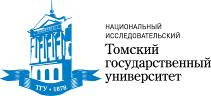 НАЦИОНАЛЬНЫЙ
ИССЛЕДОВАТЕЛЬСКИЙ
Томский
государственный
университет
ТГУ • 1878